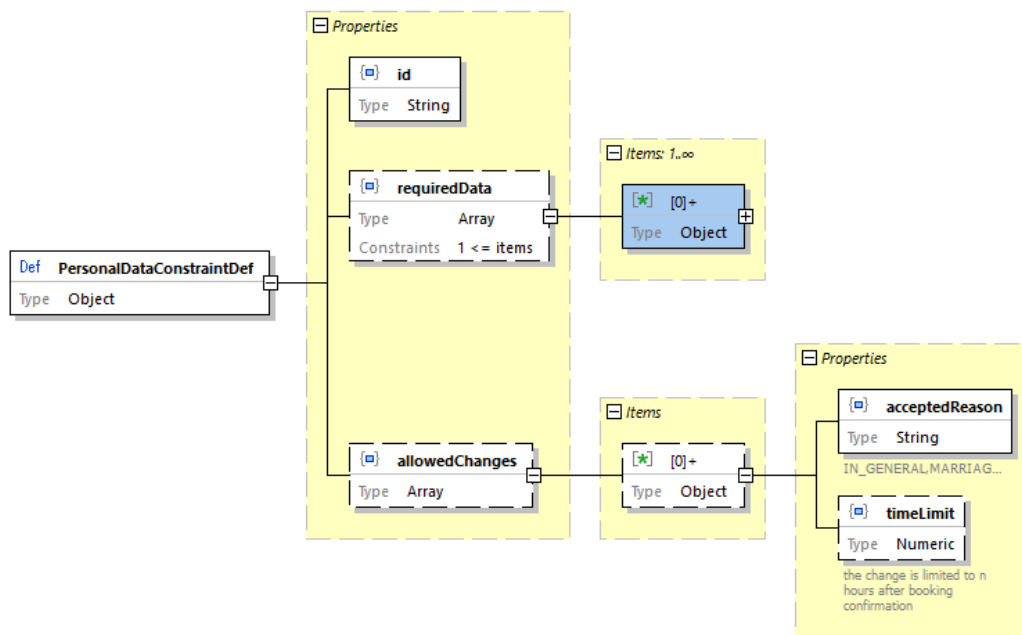 Properties
id
Type String
Items: 1..∞
requiredData
[0]+
Type Array
Type Object
Constraints 1 <= items
Def PersonalDataConstraintDef
Type Object
Properties
Items
acceptedReason
Type String
allowedChanges
[0]+
IN_GENERAL,MARRIAG...
Type Array
Type Object
timeLimit
Type Numeric
the change is limited to n
hours after booking
confirmation